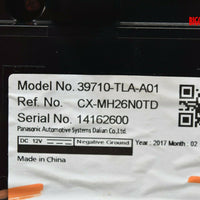 Model No. 39710-TLA-A01
Ref. No. CX-MH26N0TD
Serial No. 14162600
Panasonic Automotive Systems Dalian Co.,Ltd
DC 12V Negative Ground Year : 2017 Month : 02
Made in China